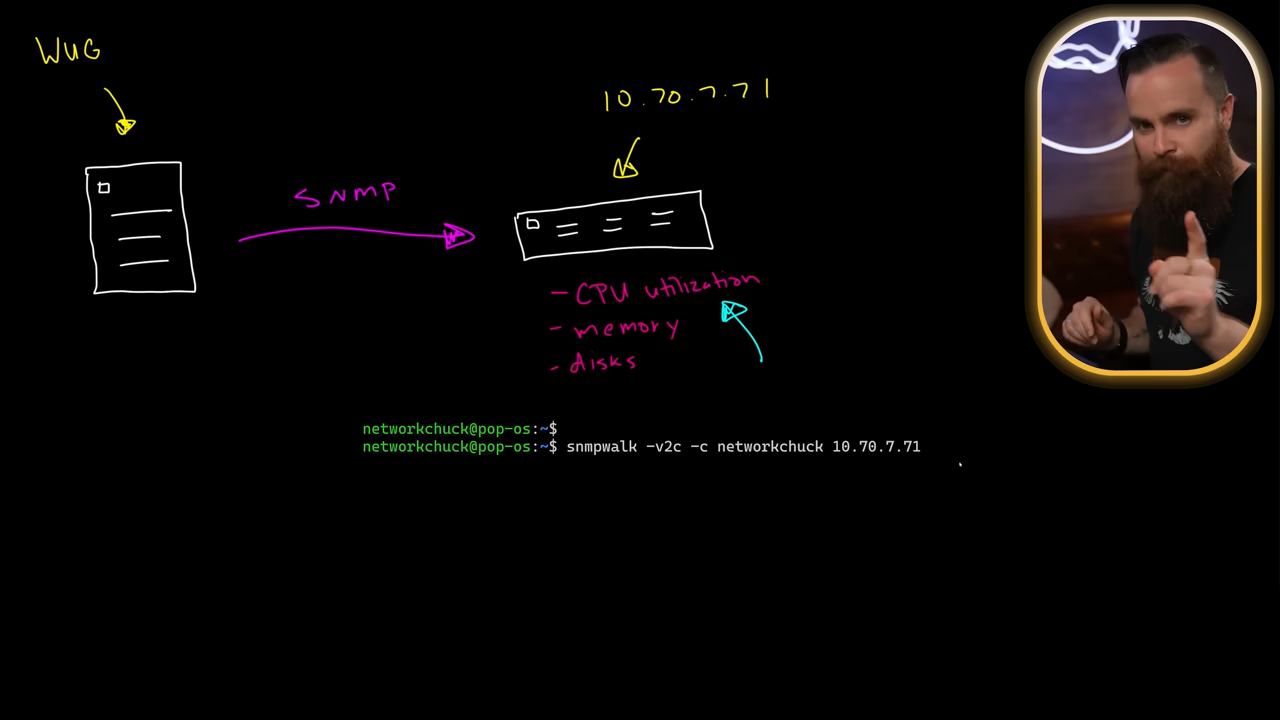 WUG
10.70.7.71
SNMP
- CPU utilization
- memory
- disks
networkchuck@pop-os:~$
networkchuck@pop-os:~$ snmpwalk -v2c -c networkchuck 10.70.7.71